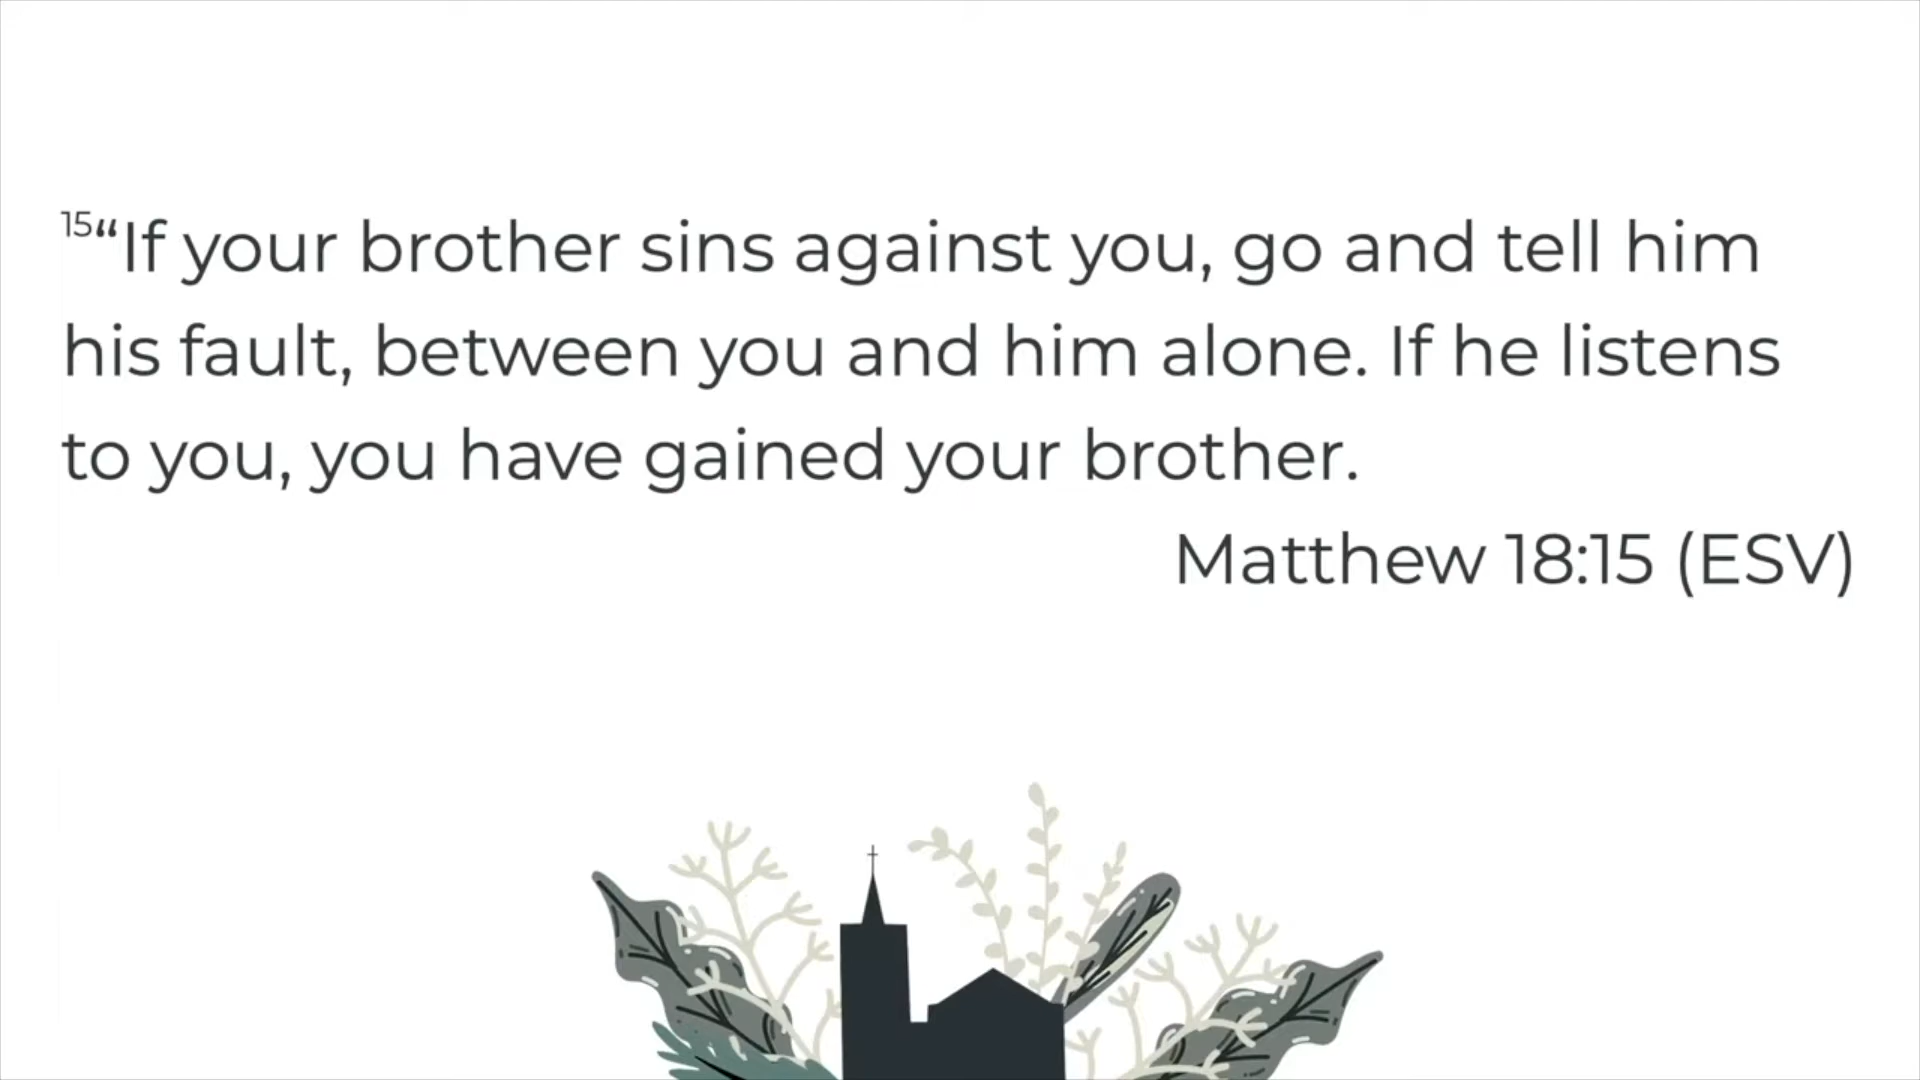 15“If your brother sins against you, go and tell him
his fault, between you and him alone. If he listens
to you, you have gained your brother.
Matthew 18:15 (ESV)